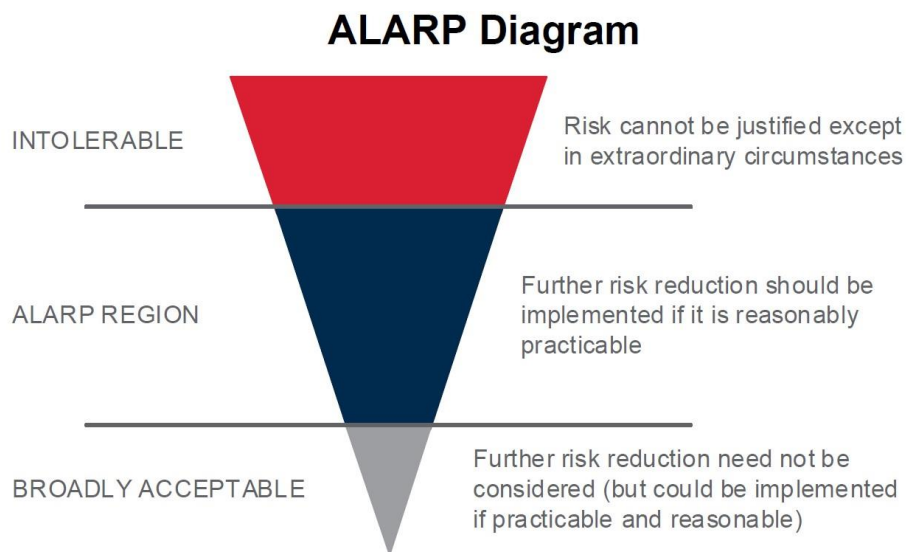 ALARP Diagram
INTOLERABLE
Risk cannot be justified except
in extraordinary circumstances
ALARP REGION
Further risk reduction should be
implemented if it is reasonably
practicable
BROADLY ACCEPTABLE
Further risk reduction need not be
considered (but could be implemented
if practicable and reasonable)